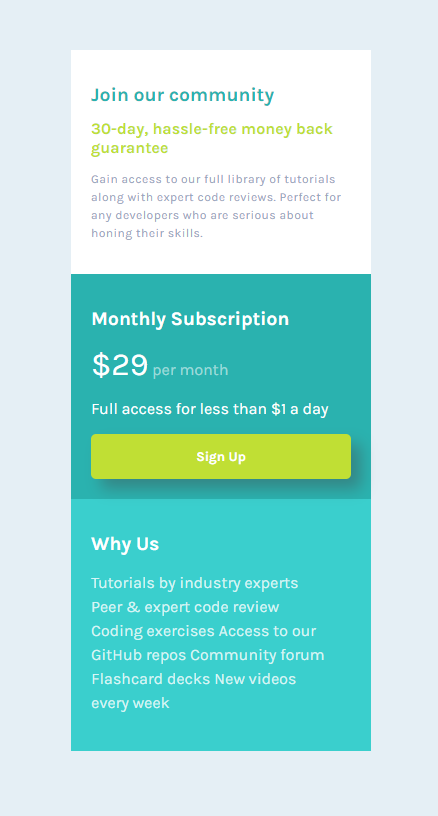 Join our community
30-day, hassle-free money back
guarantee
Gain access to our full library of tutorials
along with expert code reviews. Perfect for
any developers who are serious about
honing their skills.
Monthly Subscription
$29 per month
Full access for less than $1 a day
Sign Up
Why Us
Tutorials by industry experts
Peer & expert code review
Coding exercises Access to our
GitHub repos Community forum
Flashcard decks New videos
every week